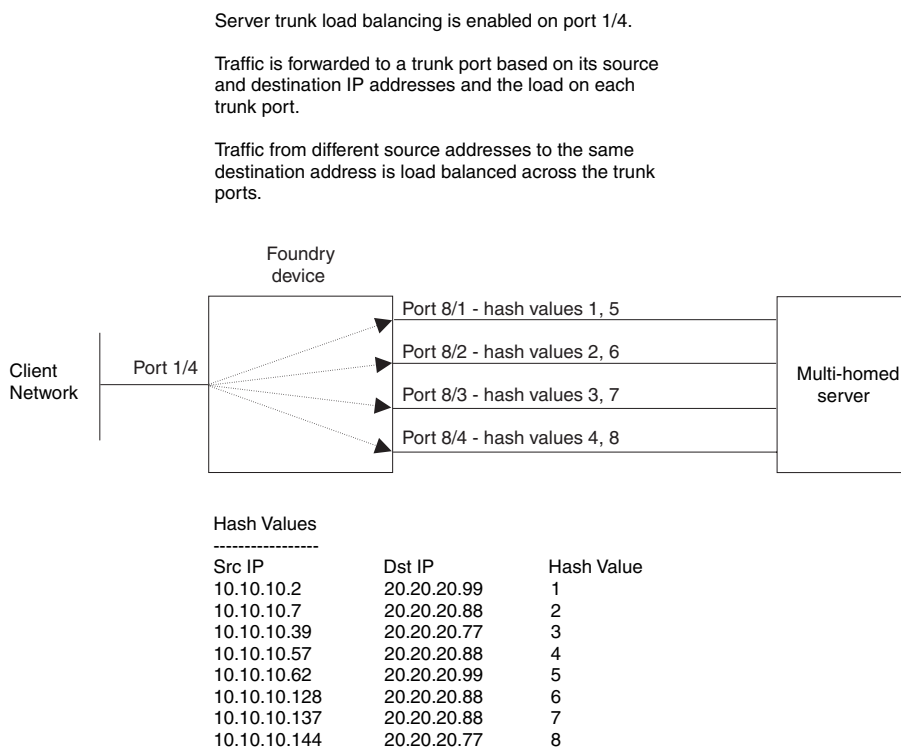 Server trunk load balancing is enabled on port 1/4.
Traffic is forwarded to a trunk port based on its source
and destination IP addresses and the load on each
trunk port.
Traffic from different source addresses to the same
destination address is load balanced across the trunk
ports.
Foundry
device
Port 8/1 - hash values 1, 5
Port 8/2 - hash values 2, 6
Port 8/3 - hash values 3, 7
Port 8/4 - hash values 4, 8
Client
Network
Port 1/4
Multi-homed
server
Hash Values
-----------------
Src IP Dst IP Hash Value
10.10.10.2 20.20.20.99 1
10.10.10.7 20.20.20.88 2
10.10.10.39 20.20.20.77 3
10.10.10.57 20.20.20.88 4
10.10.10.62 20.20.20.99 5
10.10.10.128 20.20.20.88 6
10.10.10.137 20.20.20.88 7
10.10.10.144 20.20.20.77 8